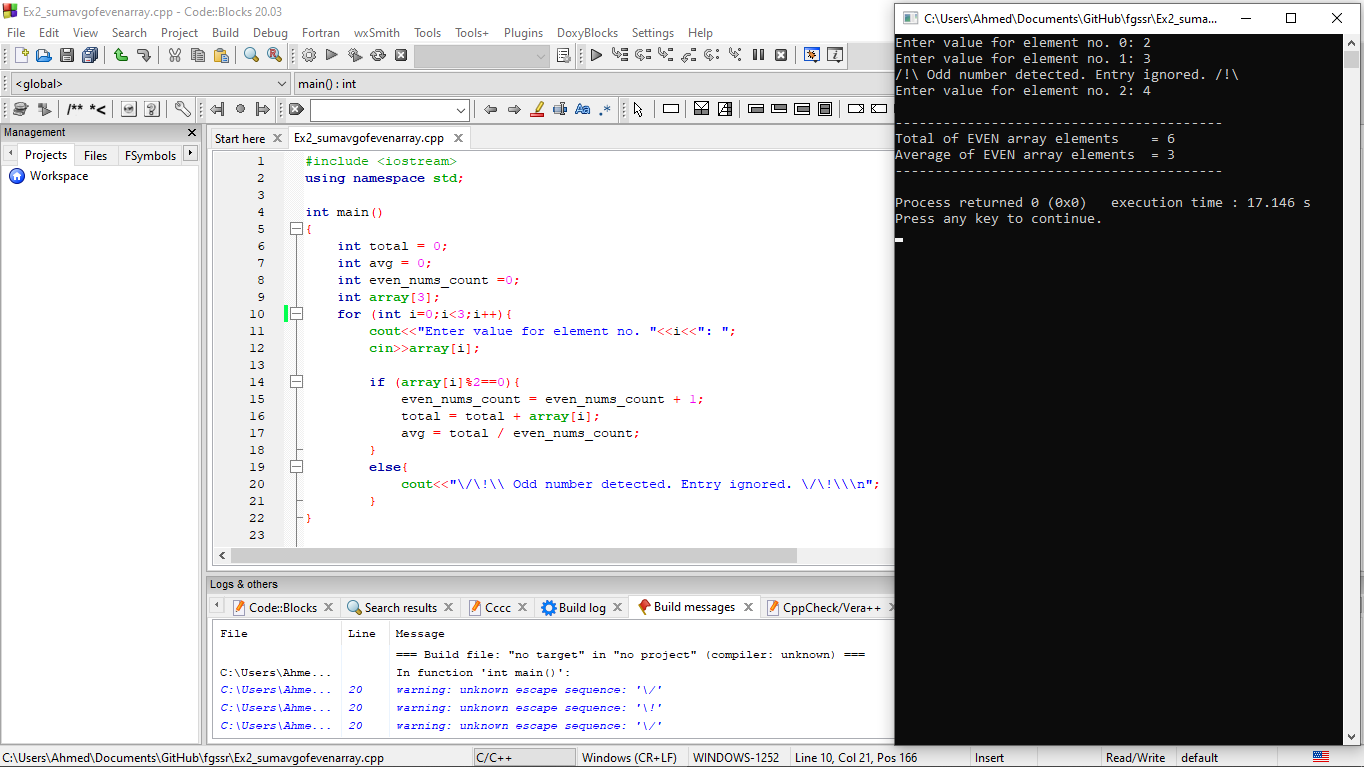 Ex2_sumavgofevenarray.cpp - Code::Blocks 20.03
File Edit View Search Project Build Debug Fortran wxSmith Tools Tools+ Plugins DoxyBlocks Settings Help
<global>
main() : int
/** *<
Aa .*
Management
Projects Files FSymbols
Workspace
Start here Ex2_sumavgofevenarray.cpp
1 #include <iostream>
2 using namespace std;
3
4 int main()
5 {
6 int total = 0;
7 int avg = 0;
8 int even_nums_count =0;
9 int array[3];
10 for (int i=0;i<3;i++){
11 cout<<"Enter value for element no. "<<i<<": ";
12 cin>>array[i];
13
14 if (array[i]%2==0){
15 even_nums_count = even_nums_count + 1;
16 total = total + array[i];
17 avg = total / even_nums_count;
18 }
19 else{
20 cout<<"\/\!\\ Odd number detected. Entry ignored. \/\!\\\n";
21 }
22 }
23
Logs & others
Code::Blocks Search results Cccc Build log Build messages CppCheck/Vera++
File Line Message
=== Build file: "no target" in "no project" (compiler: unknown) ===
C:\Users\Ahme... In function 'int main()':
C:\Users\Ahme... 20 warning: unknown escape sequence: '\/'
C:\Users\Ahme... 20 warning: unknown escape sequence: '\!'
C:\Users\Ahme... 20 warning: unknown escape sequence: '\/'
C:\Users\Ahmed\Documents\GitHub\fgssr\Ex2_sumavgofevenarray.cpp C/C++ Windows (CR+LF) WINDOWS-1252 Line 10, Col 21, Pos 166 Insert Read/Write default
C:\Users\Ahmed\Documents\GitHub\fgssr\Ex2_suma...
Enter value for element no. 0: 2
Enter value for element no. 1: 3
/!\ Odd number detected. Entry ignored. /!\
Enter value for element no. 2: 4
-----------------------------------------
Total of EVEN array elements = 6
Average of EVEN array elements = 3
-----------------------------------------
Process returned 0 (0x0) execution time : 17.146 s
Press any key to continue.